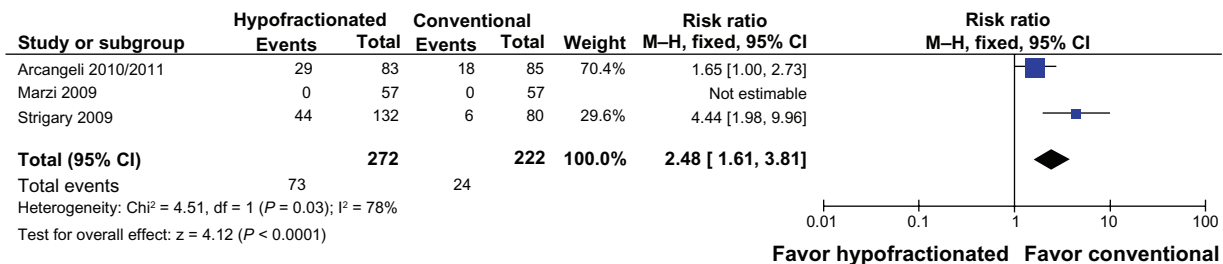 Hypofractionated Conventional Risk ratio Risk ratio
Study or subgroup Events Total Events Total Weight M–H, fixed, 95% CI M–H, fixed, 95% CI
Arcangeli 2010/2011 29 83 18 85 70.4% 1.65 [1.00, 2.73]
Marzi 2009 0 57 0 57 Not estimable
Strigary 2009 44 132 6 80 29.6% 4.44 [1.98, 9.96]
Total (95% CI) 272 222 100.0% 2.48 [ 1.61, 3.81]
Total events 73 24
Heterogeneity: Chi² = 4.51, df = 1 (P = 0.03); I² = 78%
Test for overall effect: z = 4.12 (P < 0.0001)
0.01 0.1 1 10 100
Favor hypofractionated Favor conventional